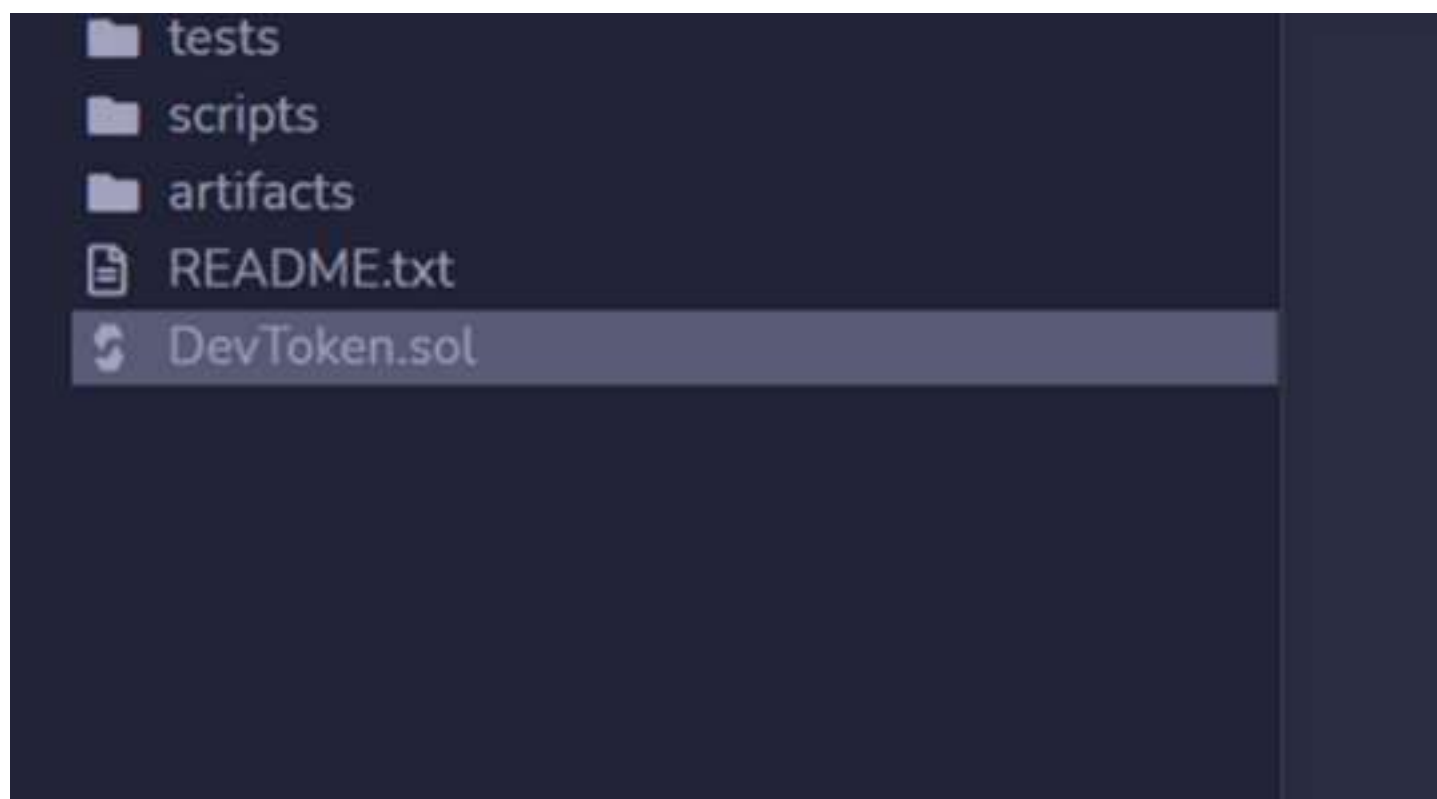 tests
scripts
artifacts
README.txt
DevToken.sol